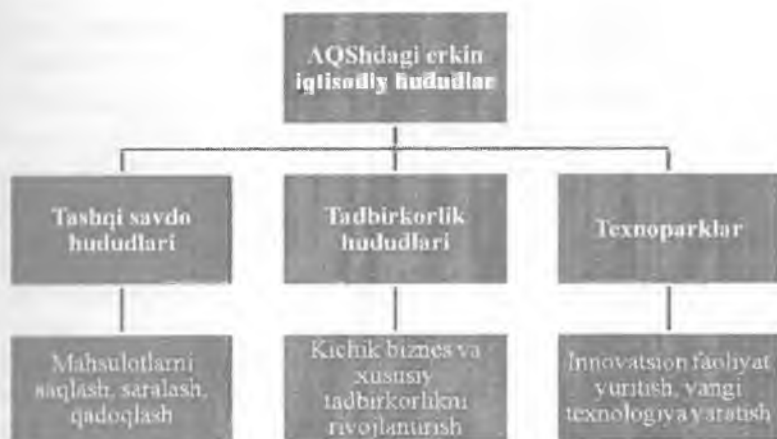 AQShdagi erkin
iqtisodiy hududlar
Tashqi savdo
hududlari
Tadbirkorlik
hududlari
Texnoparklar
Mahsulotlarni
saqlash, saralash,
qadoqlash
Kichik biznes va
xususiy
tadbirkorlikni
rivojlantirish
Innovatsion faoliyat
yuritish, yangi
texnologiya yaratish